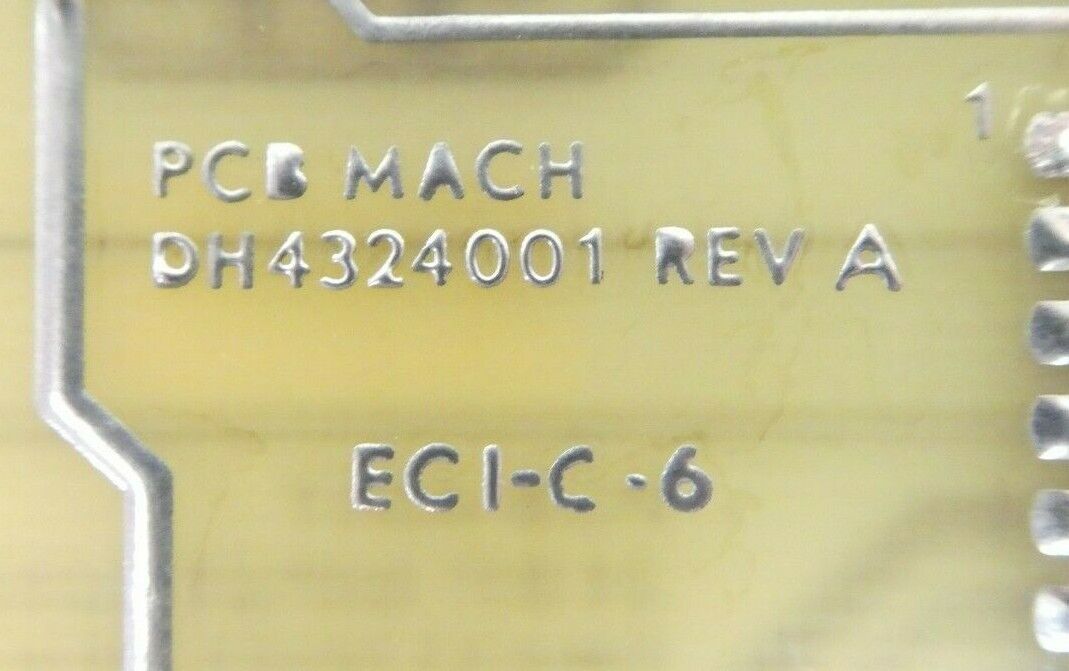 1
PCB MACH
DH4324001 REV A
ECI-C-6